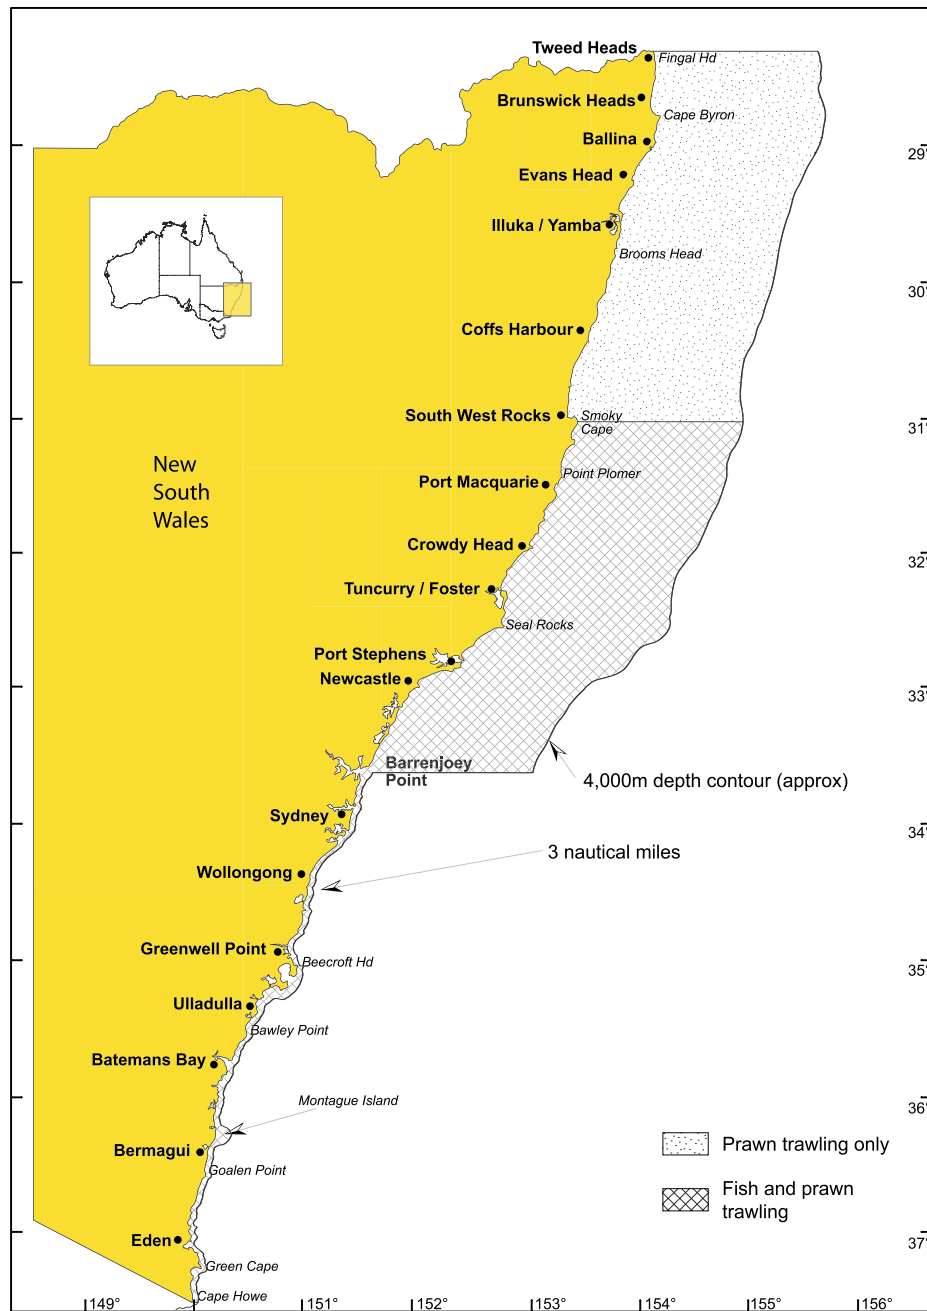 Tweed Heads
Fingal Hd
Brunswick Heads
Cape Byron
Ballina
29°
Evans Head
Illuka / Yamba
Brooms Head
30°
Coffs Harbour
South West Rocks
Smoky
Cape
31°
New
South
Wales
Point Plomer
Port Macquarie
Crowdy Head
32°
Tuncurry / Foster
Seal Rocks
Port Stephens
Newcastle
33°
Barrenjoey
Point
4,000m depth contour (approx)
Sydney
34°
3 nautical miles
Wollongong
Greenwell Point
Beecroft Hd
35°
Ulladulla
Bawley Point
Batemans Bay
Montague Island
36°
Bermagui
Goalen Point
Prawn trawling only
Fish and prawn
trawling
Eden
37°
Green Cape
Cape Howe
149° 150° 151° 152° 153° 154° 155° 156°